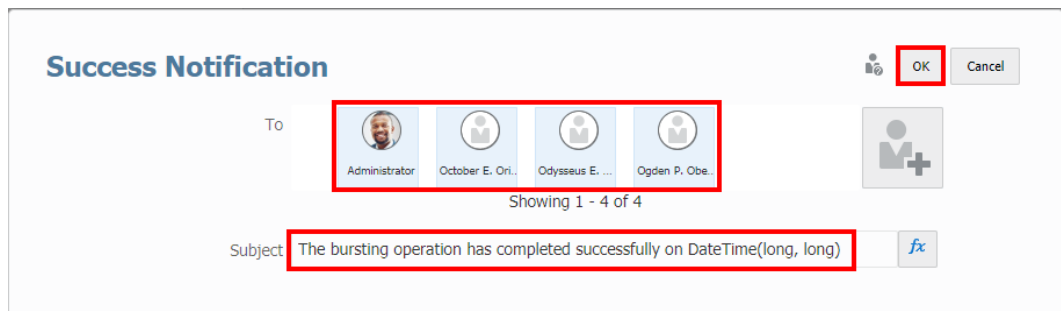 Success Notification
OK
Cancel
To
Administrator
October E. Ori..
Odysseus E. ...
Ogden P. Obe..
Showing 1 - 4 of 4
Subject
The bursting operation has completed successfully on DateTime(long, long)
fx